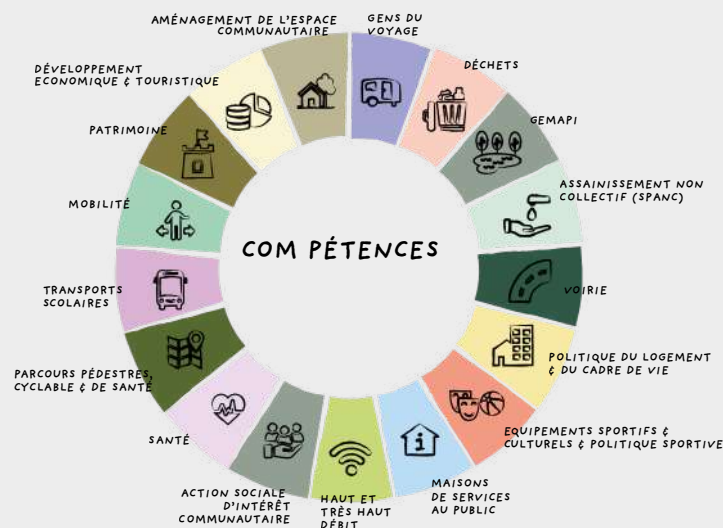 AMÉNAGEMENT DE L'ESPACE
COMMUNAUTAIRE
GENS DU
VOYAGE
DÉCHETS
GEMAPI
ASSAINISSEMENT NON
COLLECTIF (SPANC)
VOIRIE
POLITIQUE DU LOGEMENT
& DU CADRE DE VIE
EQUIPEMENTS SPORTIFS &
CULTURELS & POLITIQUE SPORTIVE
MAISONS
DE SERVICES
AU PUBLIC
HAUT ET
TRÈS HAUT
DÉBIT
ACTION SOCIALE
D'INTÉRÊT
COMMUNAUTAIRE
SANTÉ
PARCOURS PÉDESTRES,
CYCLABLE & DE SANTÉ
TRANSPORTS
SCOLAIRES
MOBILITÉ
PATRIMOINE
DÉVELOPPEMENT
ECONOMIQUE & TOURISTIQUE
COM PÉTENCES
i